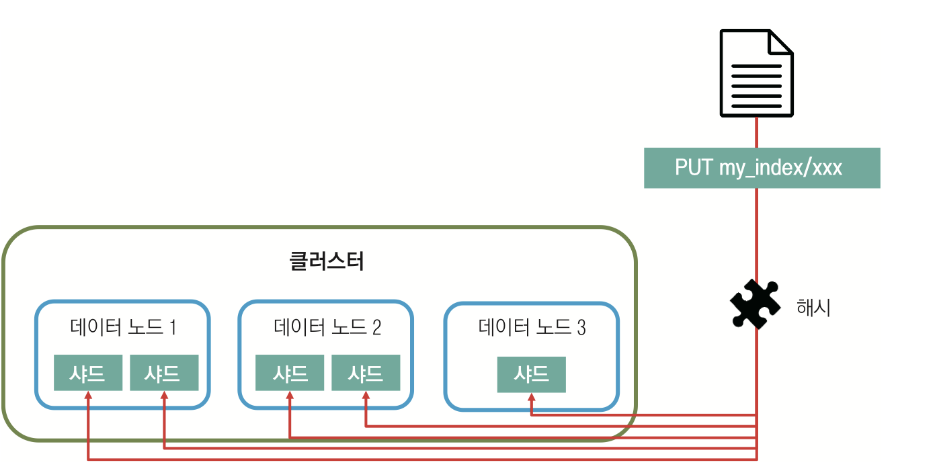 PUT my_index/xxx
클러스터
해시
데이터 노드 1
데이터 노드 2
데이터 노드 3
샤드
샤드
샤드
샤드
샤드